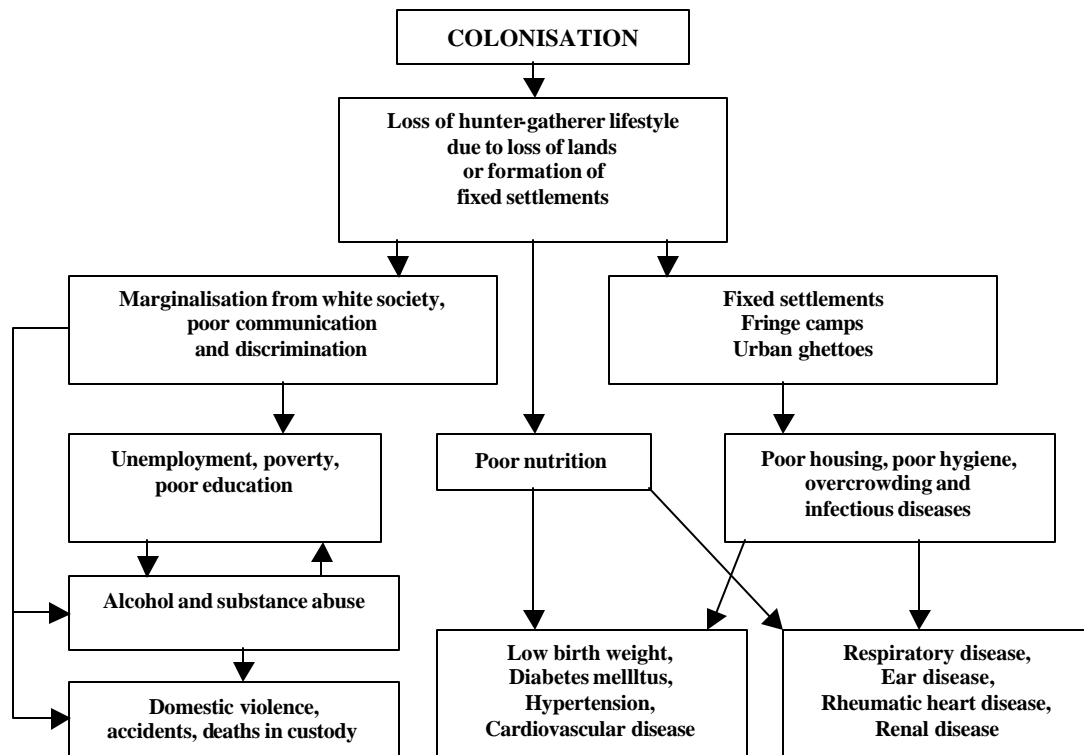 COLONISATION
Loss of hunter-gatherer lifestyle
due to loss of lands
or formation of
fixed settlements
Marginalisation from white society,
poor communication
and discrimination
Fixed settlements
Fringe camps
Urban ghettoes
Unemployment, poverty,
poor education
Poor nutrition
Poor housing, poor hygiene,
overcrowding and
infectious diseases
Alcohol and substance abuse
Low birth weight,
Diabetes mellltus,
Hypertension,
Cardiovascular disease
Respiratory disease,
Ear disease,
Rheumatic heart disease,
Renal disease
Domestic violence,
accidents, deaths in custody